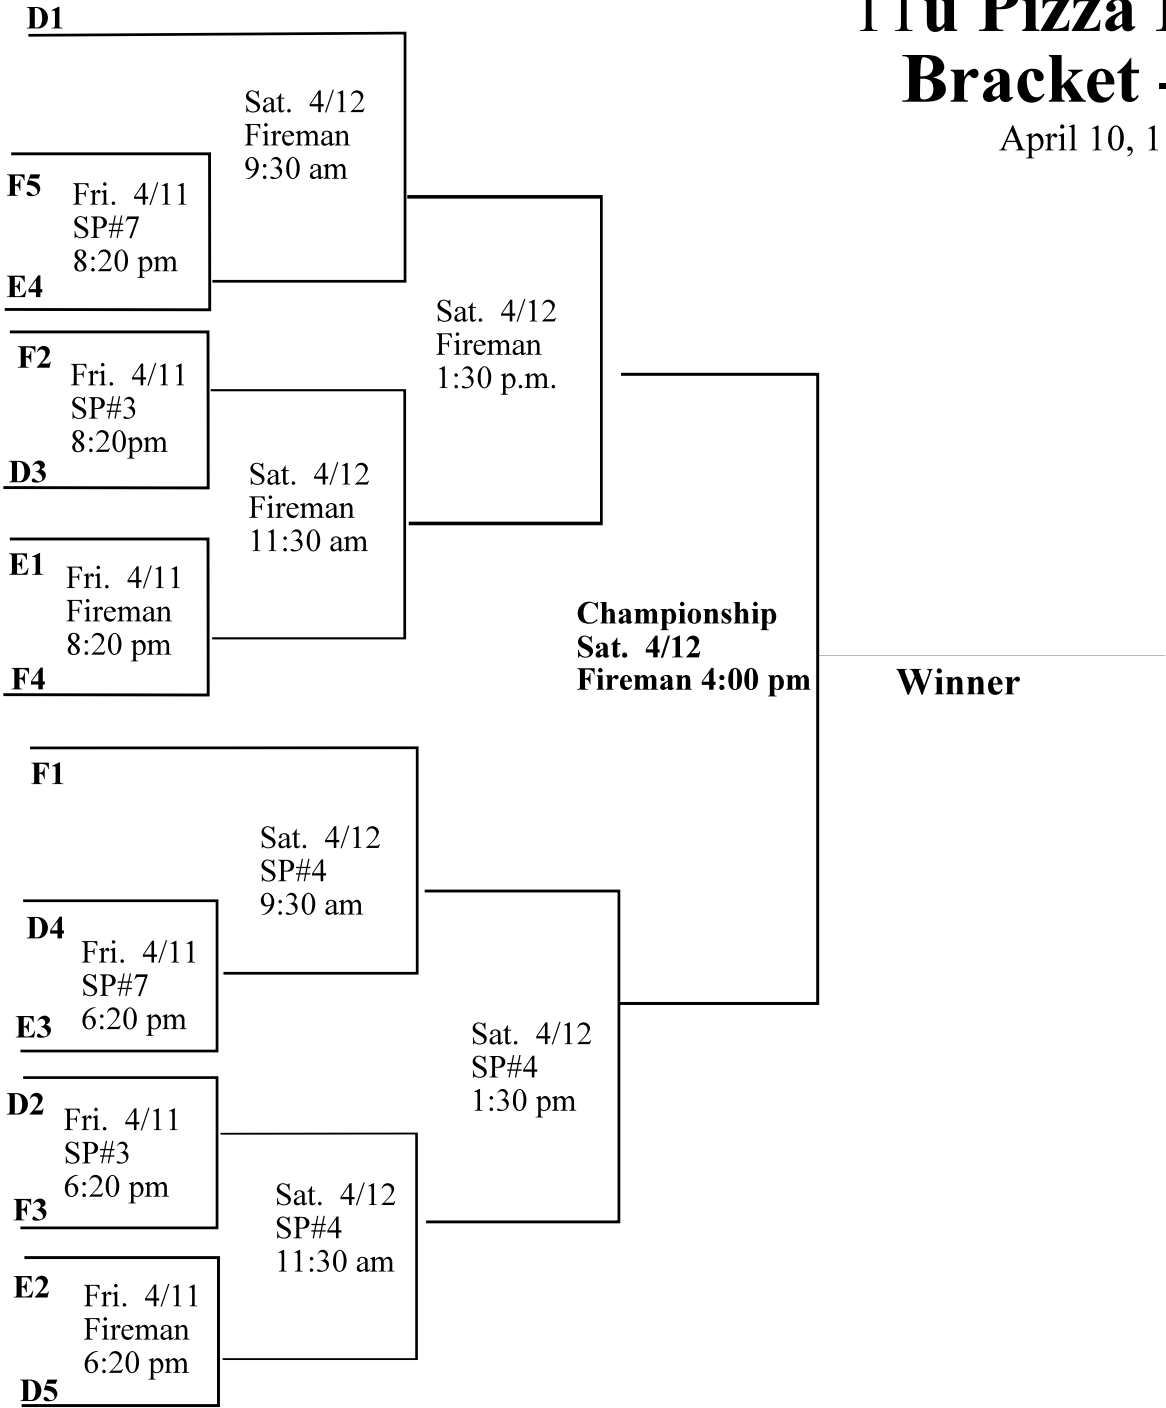 D1
Pizza
Bracket -
April 10, 1
Sat. 4/12
Fireman
9:30 am
F5
Fri. 4/11
SP#7
8:20 pm
E4
Sat. 4/12
Fireman
1:30 p.m.
F2
Fri. 4/11
SP#3
8:20pm
D3
Sat. 4/12
Fireman
11:30 am
E1
Fri. 4/11
Fireman
8:20 pm
F4
Championship
Sat. 4/12
Fireman 4:00 pm
Winner
F1
Sat. 4/12
SP#4
9:30 am
D4
Fri. 4/11
SP#7
6:20 pm
E3
Sat. 4/12
SP#4
1:30 pm
D2
Fri. 4/11
SP#3
6:20 pm
F3
Sat. 4/12
SP#4
11:30 am
E2
Fri. 4/11
Fireman
6:20 pm
D5